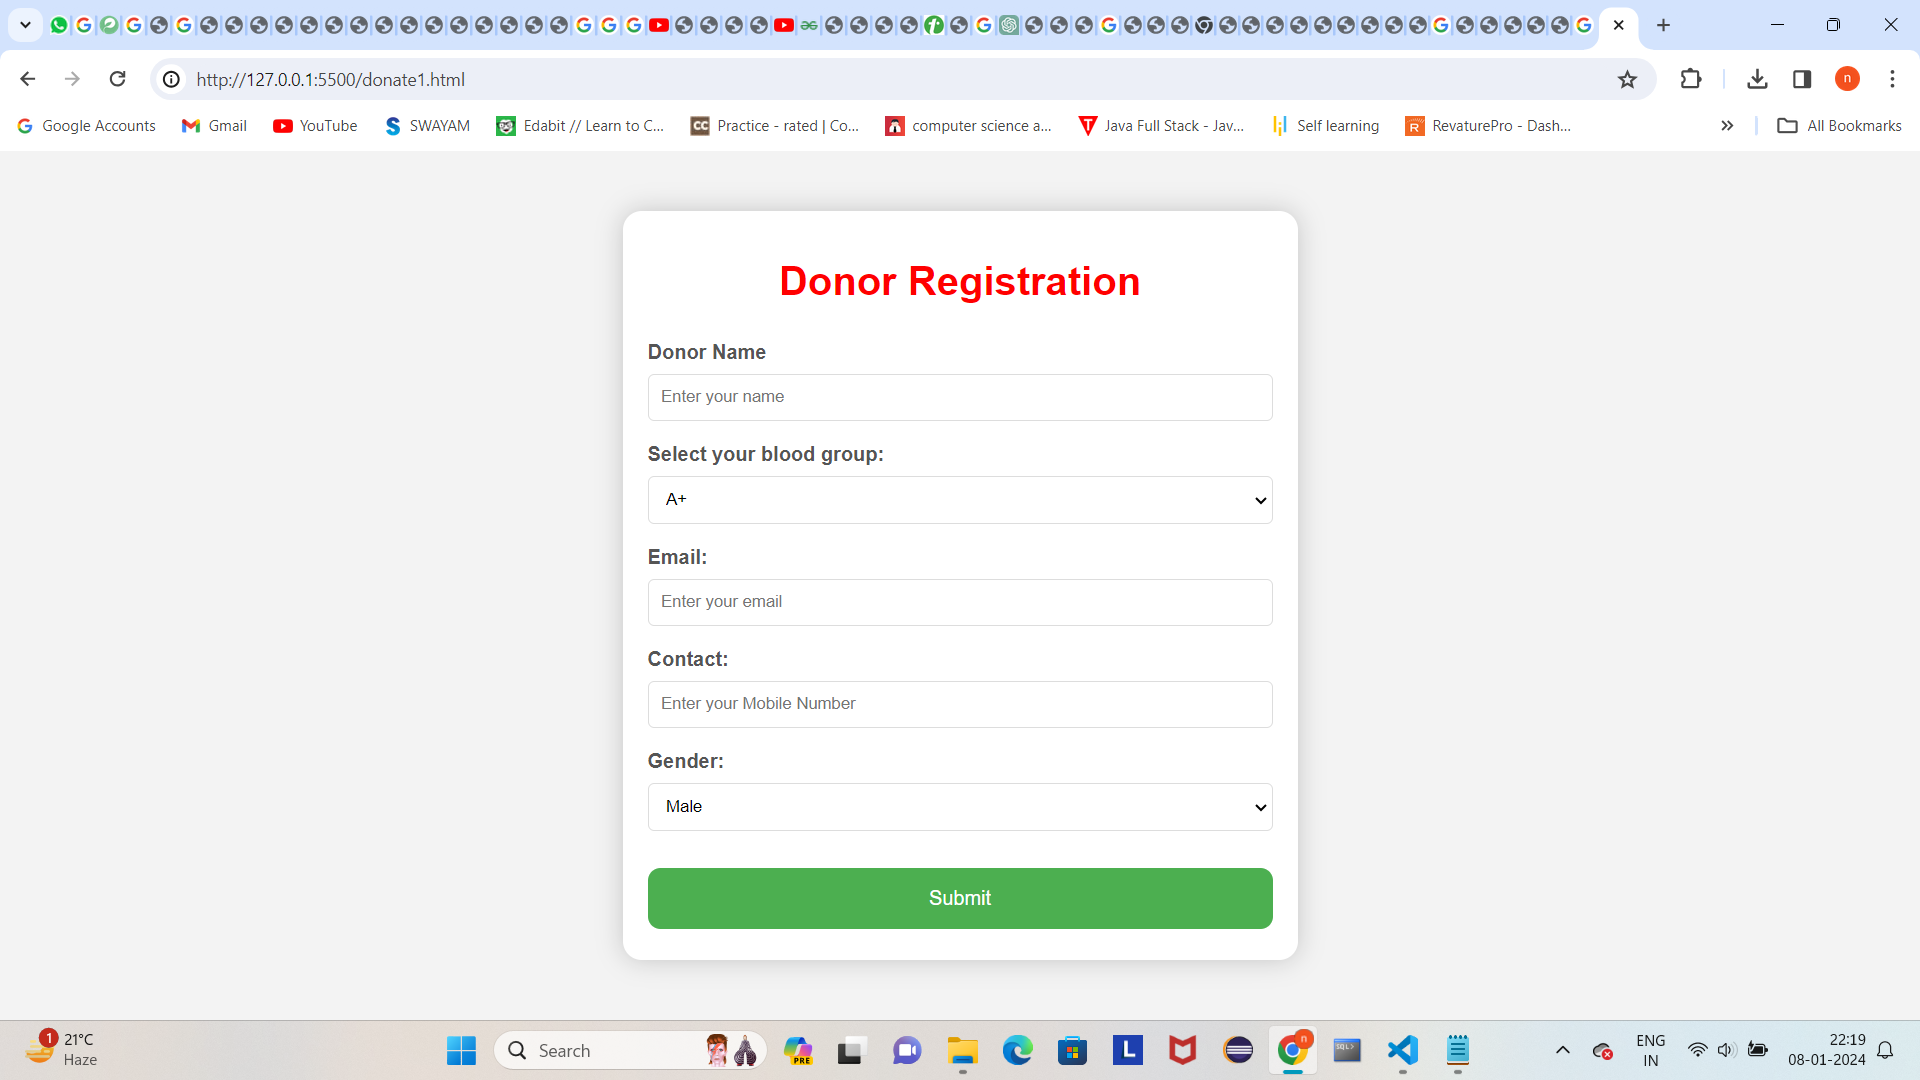 http://127.0.0.1:5500/donate1.html
n
Google Accounts
Gmail
YouTube
SWAYAM
Edabit // Learn to C...
Practice - rated | Co...
computer science a...
Java Full Stack - Jav...
Self learning
RevaturePro - Dash...
All Bookmarks
Donor Registration
Donor Name
Enter your name
Select your blood group:
A+
Email:
Enter your email
Contact:
Enter your Mobile Number
Gender:
Male
Submit
1
21°C
Haze
Search
PRE
L
SQL>
n
ENG
IN
22:19
08-01-2024